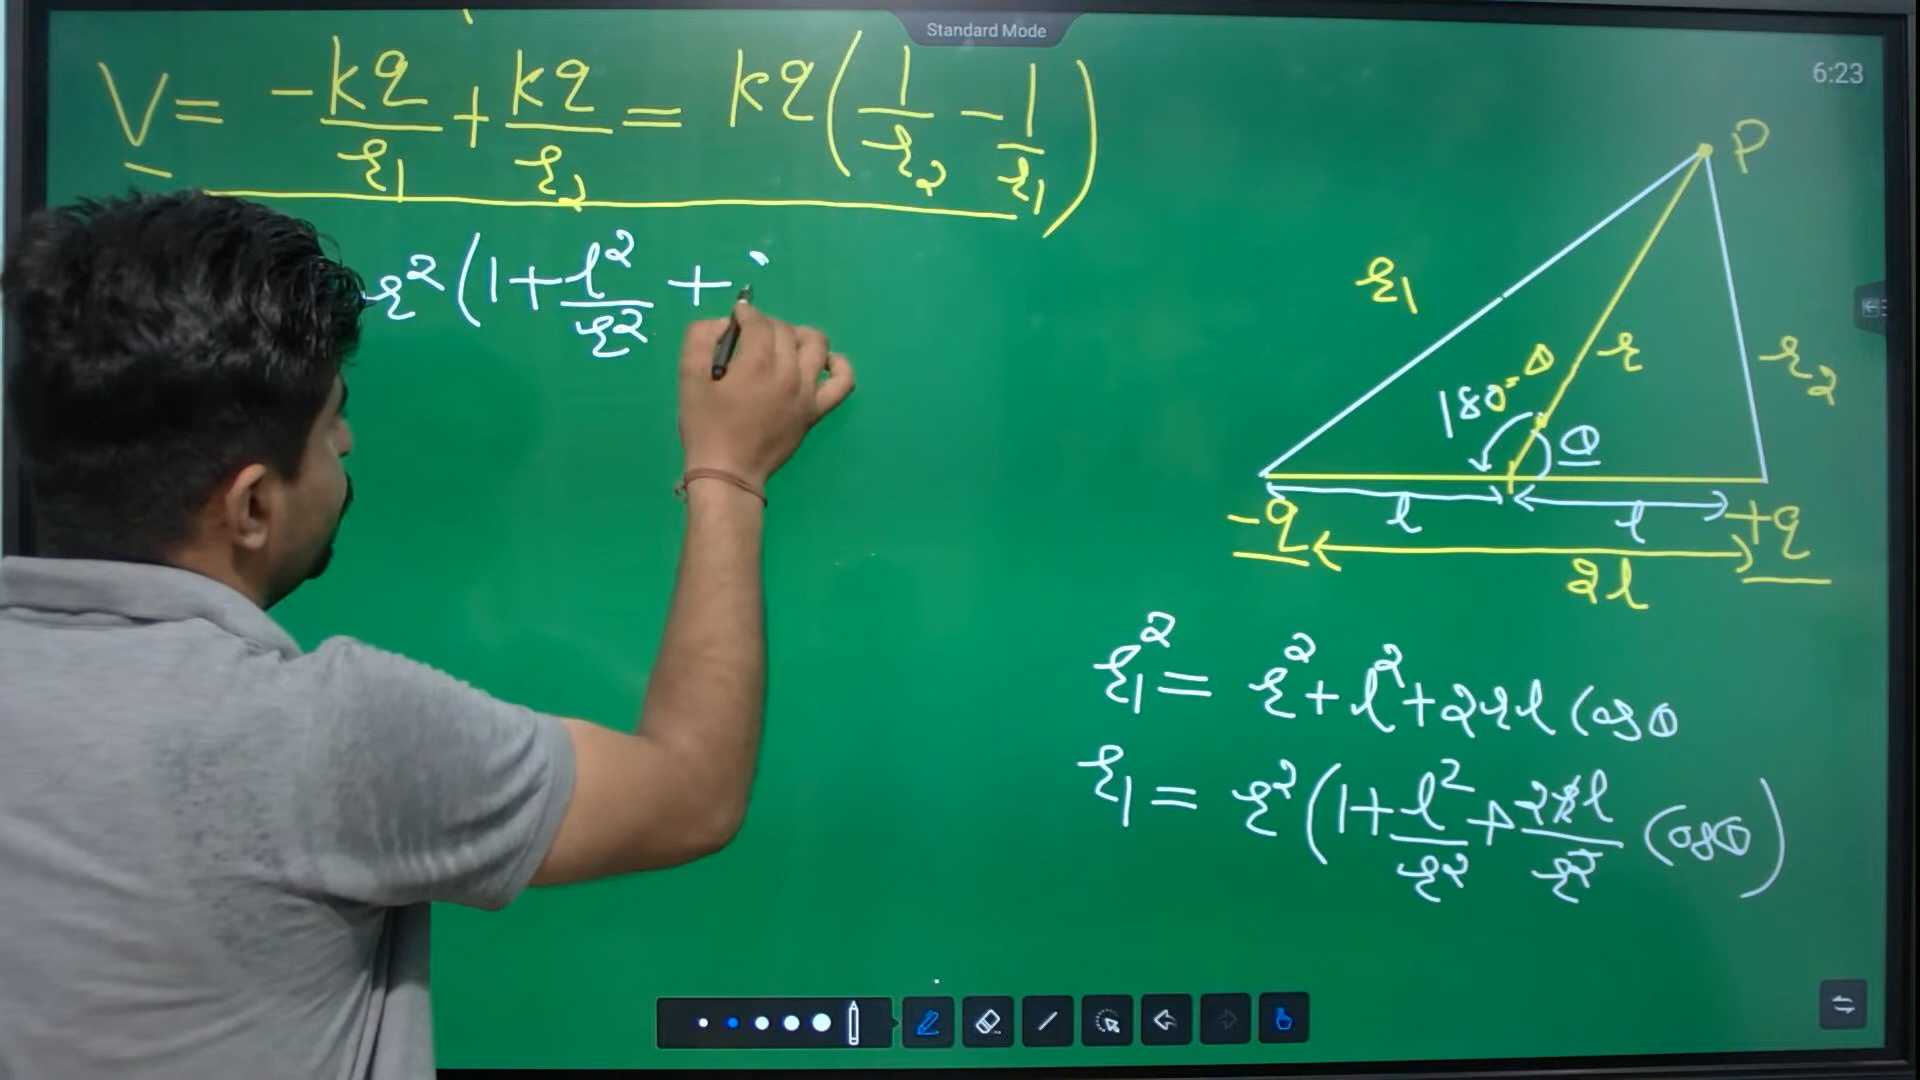 Standard Mode
6:23
V = -kq/r₁ + kq/r₂ = kq(1/r₂ - 1/r₁)
r²(1 + l²/r² +
P
r₁
r
r₂
180°-θ
θ
l
l
-q
+q
2l
r₁² = r² + l² + 2rl Cosθ
r₁ = r²(1 + l²/r² + 2rl/r² Cosθ)